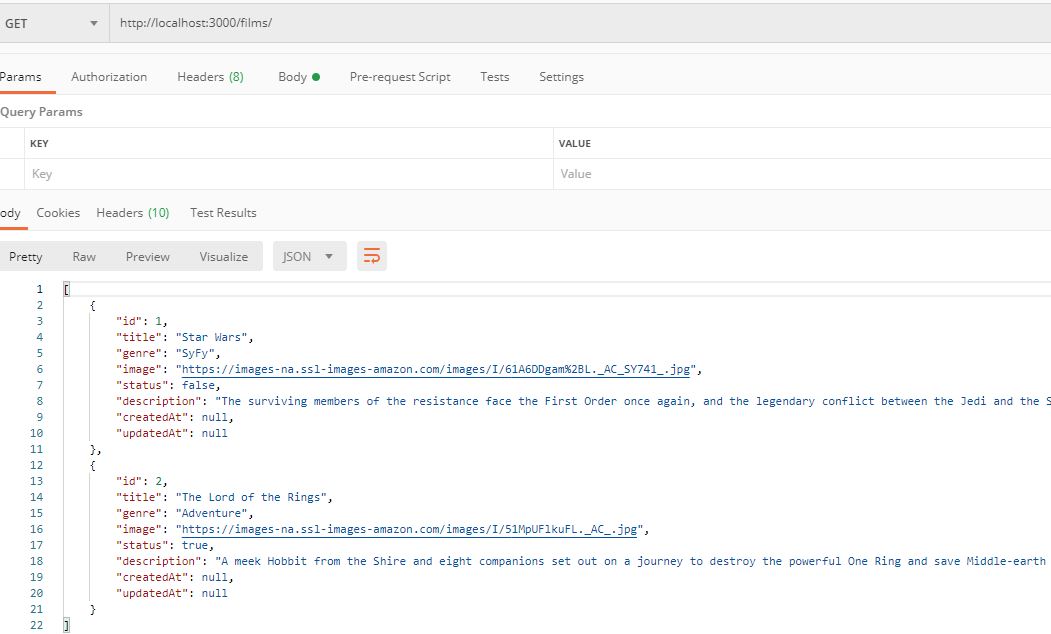 GET http://localhost:3000/films/
Params Authorization Headers (8) Body Pre-request Script Tests Settings
Query Params
KEY VALUE
Key Value
ody Cookies Headers (10) Test Results
Pretty Raw Preview Visualize JSON
1 [
2 {
3 "id": 1,
4 "title": "Star Wars",
5 "genre": "SyFy",
6 "image": "https://images-na.ssl-images-amazon.com/images/I/61A6DDgam%2BL._AC_SY741_.jpg",
7 "status": false,
8 "description": "The surviving members of the resistance face the First Order once again, and the legendary conflict between the Jedi and the S
9 "createdAt": null,
10 "updatedAt": null
11 },
12 {
13 "id": 2,
14 "title": "The Lord of the Rings",
15 "genre": "Adventure",
16 "image": "https://images-na.ssl-images-amazon.com/images/I/51MpUFlkuFL._AC_.jpg",
17 "status": true,
18 "description": "A meek Hobbit from the Shire and eight companions set out on a journey to destroy the powerful One Ring and save Middle-earth
19 "createdAt": null,
20 "updatedAt": null
21 }
22 ]